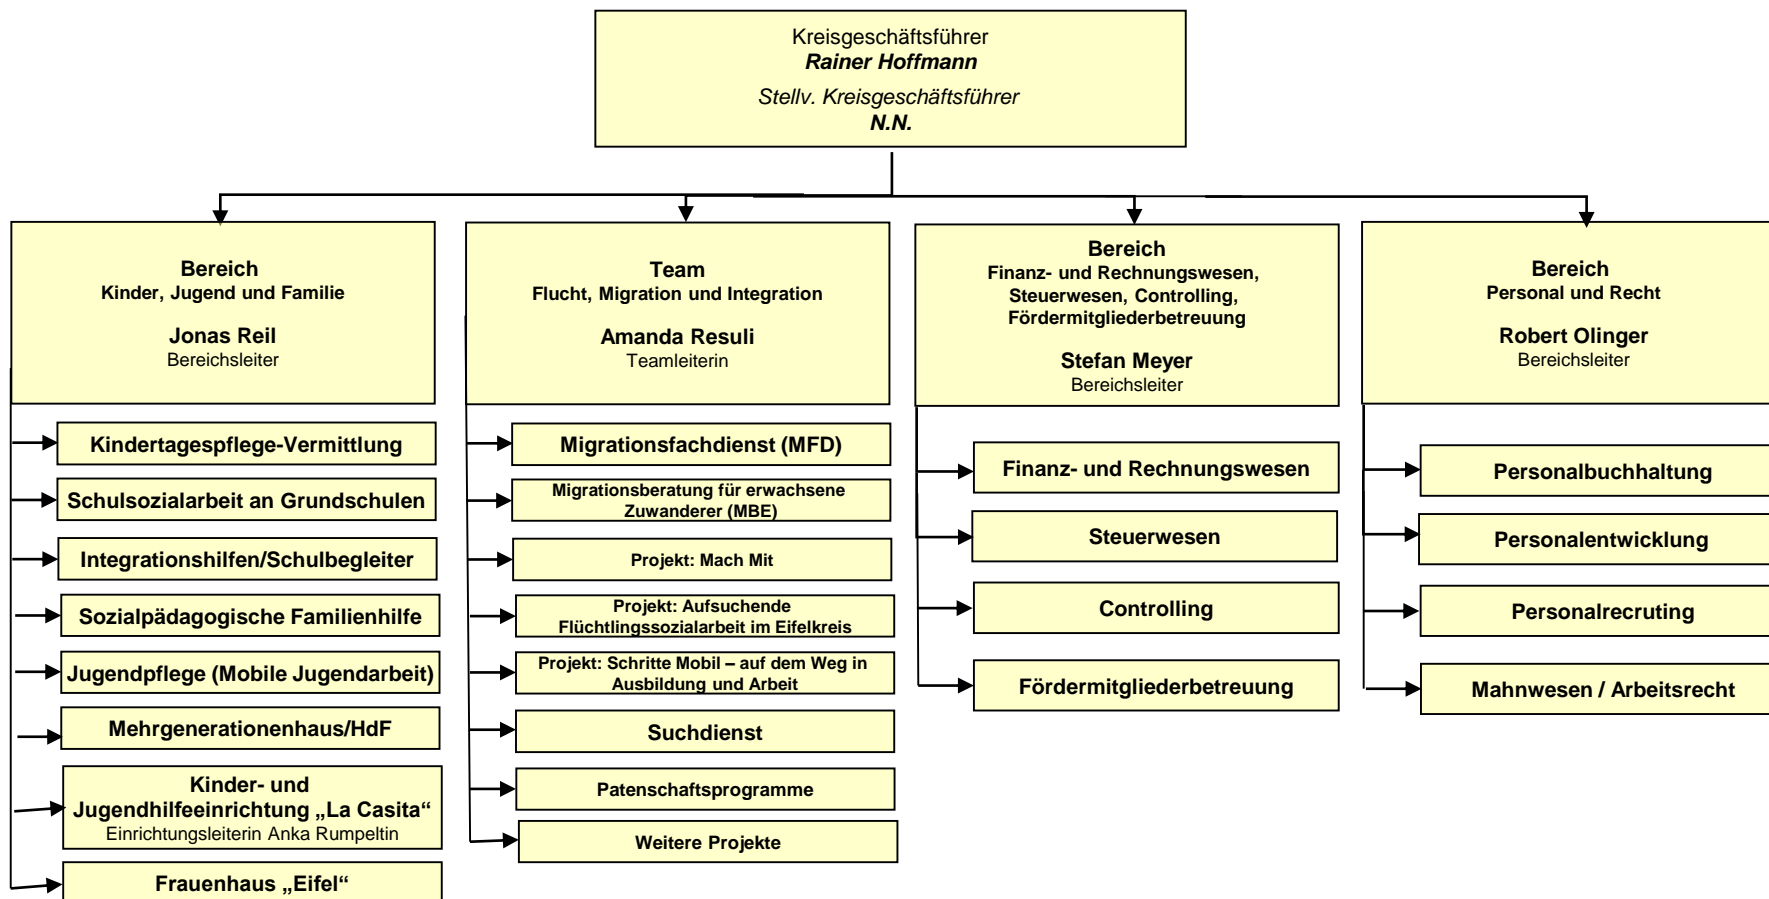 Kreisgeschäftsführer
Rainer Hoffmann
Stellv. Kreisgeschäftsführer
N.N.
Bereich
Kinder, Jugend und Familie
Jonas Reil
Bereichsleiter
Kindertagespflege-Vermittlung
Schulsozialarbeit an Grundschulen
Integrationshilfen/Schulbegleiter
Sozialpädagogische Familienhilfe
Jugendpflege (Mobile Jugendarbeit)
Mehrgenerationenhaus/HdF
Kinder- und
Jugendhilfeeinrichtung „La Casita“
Einrichtungsleiterin Anka Rumpeltin
Frauenhaus „Eifel“
Team
Flucht, Migration und Integration
Amanda Resuli
Teamleiterin
Migrationsfachdienst (MFD)
Migrationsberatung für erwachsene
Zuwanderer (MBE)
Projekt: Mach Mit
Projekt: Aufsuchende
Flüchtlingssozialarbeit im Eifelkreis
Projekt: Schritte Mobil – auf dem Weg in
Ausbildung und Arbeit
Suchdienst
Patenschaftsprogramme
Weitere Projekte
Bereich
Finanz- und Rechnungswesen,
Steuerwesen, Controlling,
Fördermitgliederbetreuung
Stefan Meyer
Bereichsleiter
Finanz- und Rechnungswesen
Steuerwesen
Controlling
Fördermitgliederbetreuung
Bereich
Personal und Recht
Robert Olinger
Bereichsleiter
Personalbuchhaltung
Personalentwicklung
Personalrecruting
Mahnwesen / Arbeitsrecht